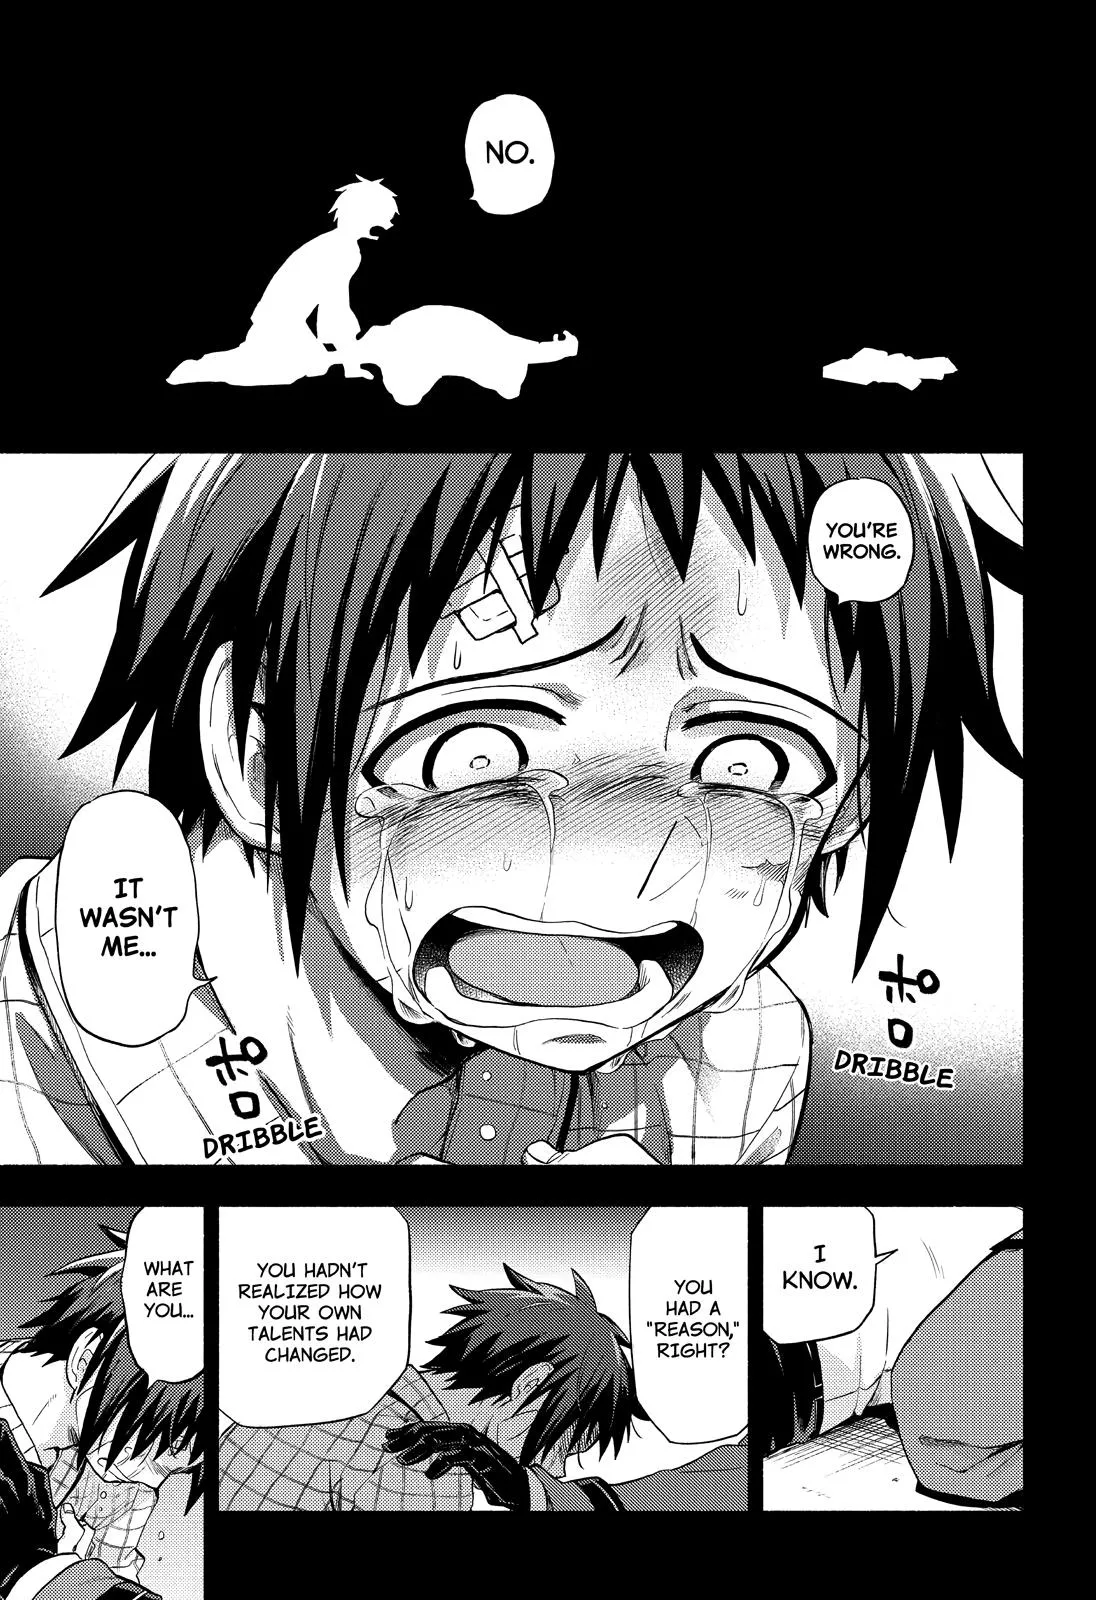 NO.
YOU'RE
WRONG.
IT
WASN'T
ME...
ポロ
DRIBBLE
ポロ
DRIBBLE
I
KNOW.
YOU
HAD A
"REASON,"
RIGHT?
YOU HADN'T
REALIZED HOW
YOUR OWN
TALENTS HAD
CHANGED.
WHAT
ARE
YOU...